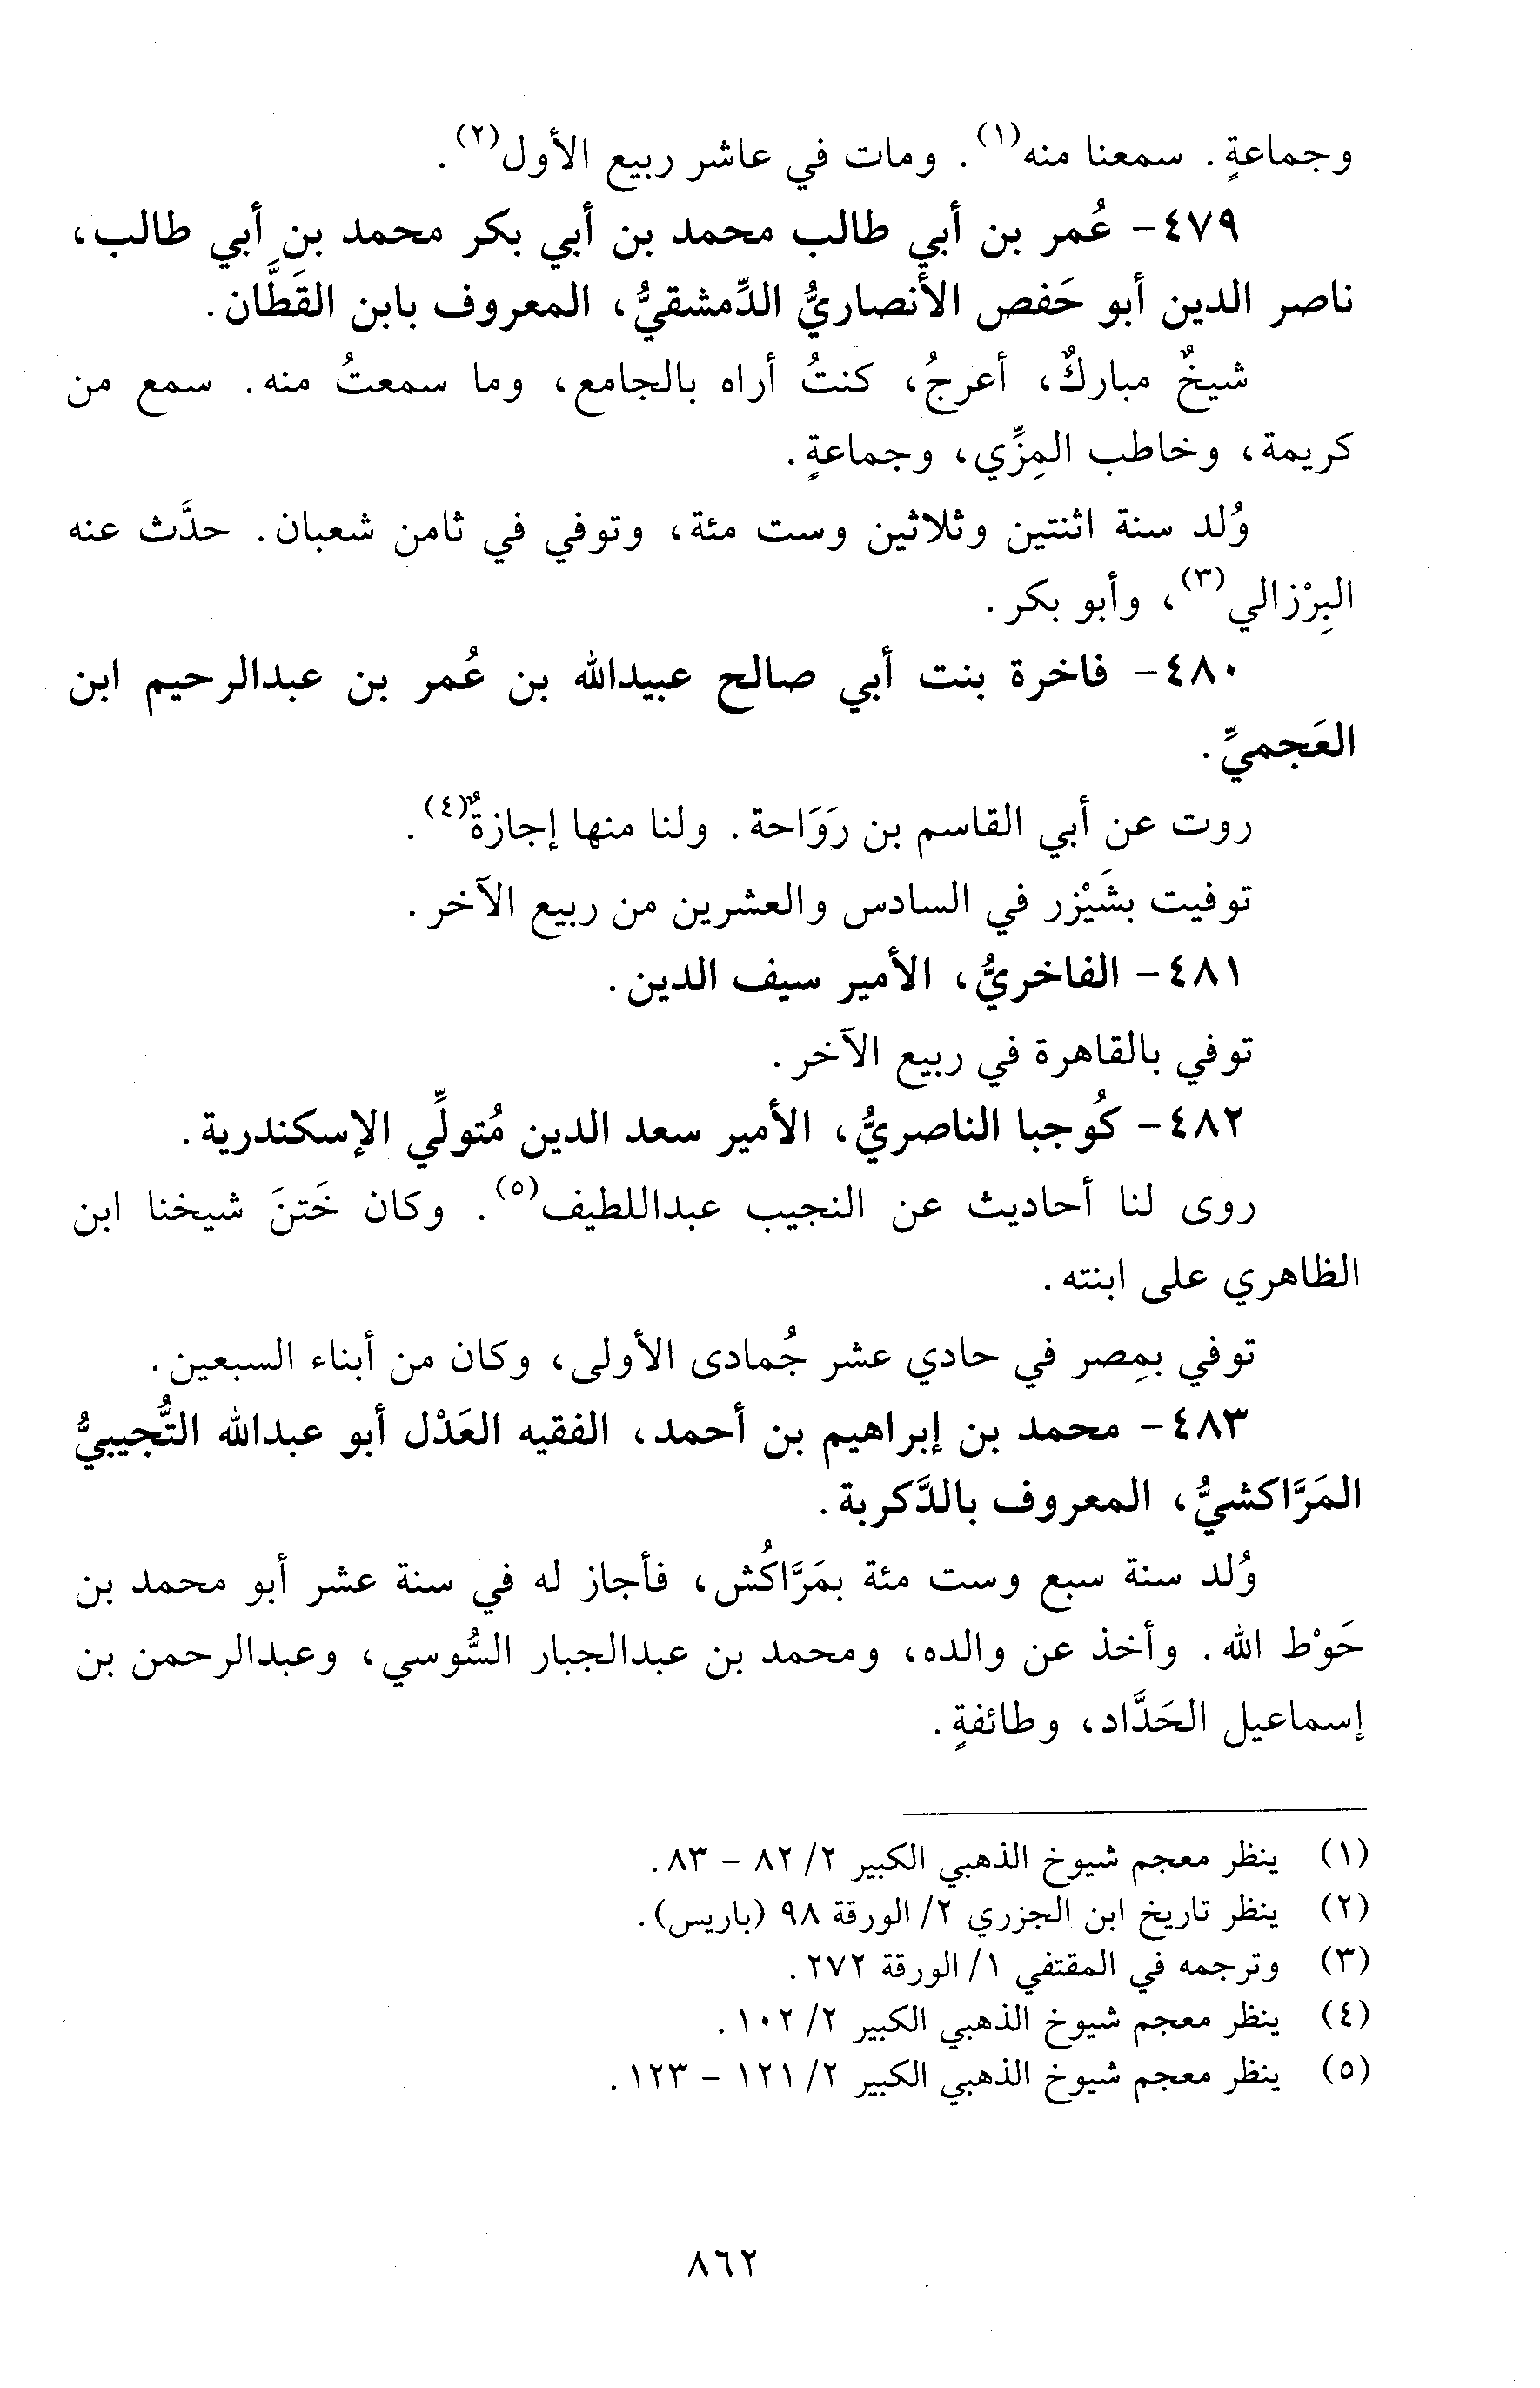 وجماعةٍ. سمعنا منه(١). ومات في عاشر ربيع الأول(٢).
٤٧٩- عُمر بن أبي طالب محمد بن أبي بكر محمد بن أبي طالب،
ناصر الدين أبو حَفص الأنصاريُّ الدِّمشقيُّ، المعروف بابن القَطَّان.
شيخٌ مباركٌ، أعرجُ، كنتُ أراه بالجامع، وما سمعتُ منه. سمع من
كريمة، وخاطب المِزِّي، وجماعةٍ.
وُلد سنة اثنتين وثلاثين وست مئة، وتوفي في ثامن شعبان. حدَّث عنه
البِرْزالي(٣)، وأبو بكر.
٤٨٠- فاخرة بنت أبي صالح عبيدالله بن عُمر بن عبدالرحيم ابن
العَجميِّ.
روت عن أبي القاسم بن رَوَاحة. ولنا منها إجازةٌ(٤).
توفيت بشَيْزر في السادس والعشرين من ربيع الآخر.
٤٨١- الفاخريُّ، الأمير سيف الدين.
توفي بالقاهرة في ربيع الآخر.
٤٨٢- كُوجبا الناصريُّ، الأمير سعد الدين مُتولِّي الإسكندرية.
روى لنا أحاديث عن النجيب عبداللطيف(٥). وكان خَتنَ شيخنا ابن
الظاهري على ابنته.
توفي بمِصر في حادي عشر جُمادى الأولى، وكان من أبناء السبعين.
٤٨٣- محمد بن إبراهيم بن أحمد، الفقيه العَدْل أبو عبدالله التُّجيبيُّ
المَرَّاكشيُّ، المعروف بالدَّكربة.
وُلد سنة سبع وست مئة بمَرَّاكُش، فأجاز له في سنة عشر أبو محمد بن
حَوْط الله. وأخذ عن والده، ومحمد بن عبدالجبار السُّوسي، وعبدالرحمن بن
إسماعيل الحَدَّاد، وطائفةٍ.
(١) ينظر معجم شيوخ الذهبي الكبير ٢/ ٨٢ - ٨٣.
(٢) ينظر تاريخ ابن الجزري ٢/ الورقة ٩٨ (باريس).
(٣) وترجمه في المقتفي ١/ الورقة ٢٧٢.
(٤) ينظر معجم شيوخ الذهبي الكبير ٢/ ١٠٢.
(٥) ينظر معجم شيوخ الذهبي الكبير ٢/ ١٢١ - ١٢٣.
٨٦٢